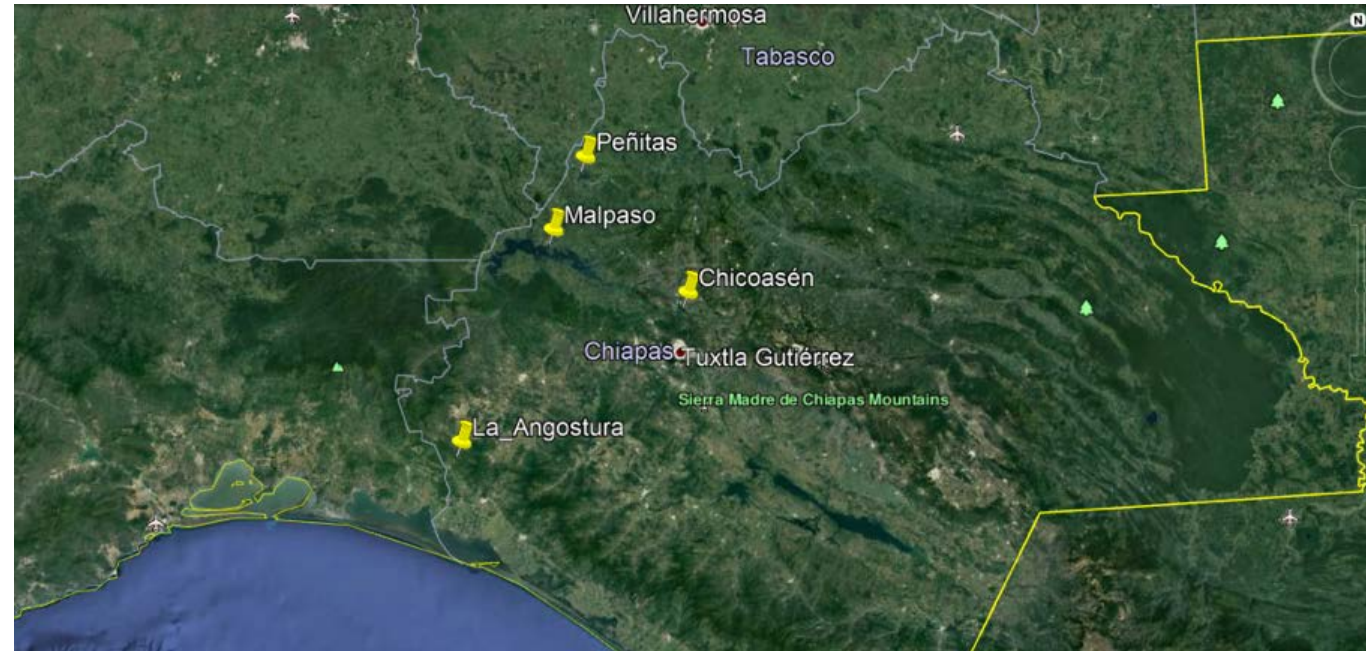 Villahermosa
N
Tabasco
Peñitas
Malpaso
Chicoasén
Chiapas
Tuxtla Gutiérrez
Sierra Madre de Chiapas Mountains
La_Angostura